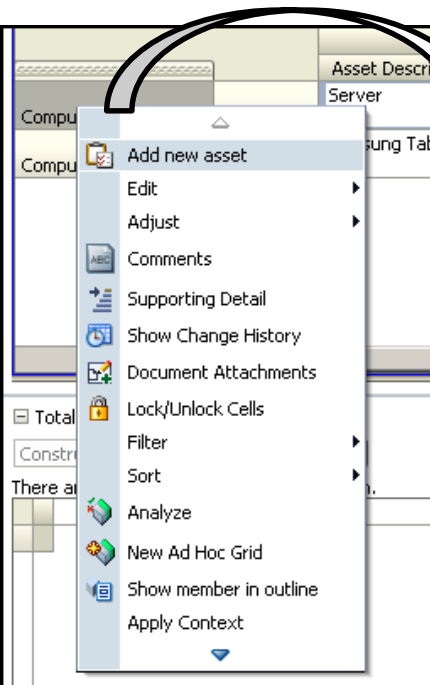 Asset Descri
Server
Compu
sung Tab
Compu
Add new asset
Edit
Adjust
ABC
Comments
Supporting Detail
Show Change History
Document Attachments
Lock/Unlock Cells
Total
Constru
Filter
There a
n.
Sort
Analyze
New Ad Hoc Grid
Show member in outline
Apply Context